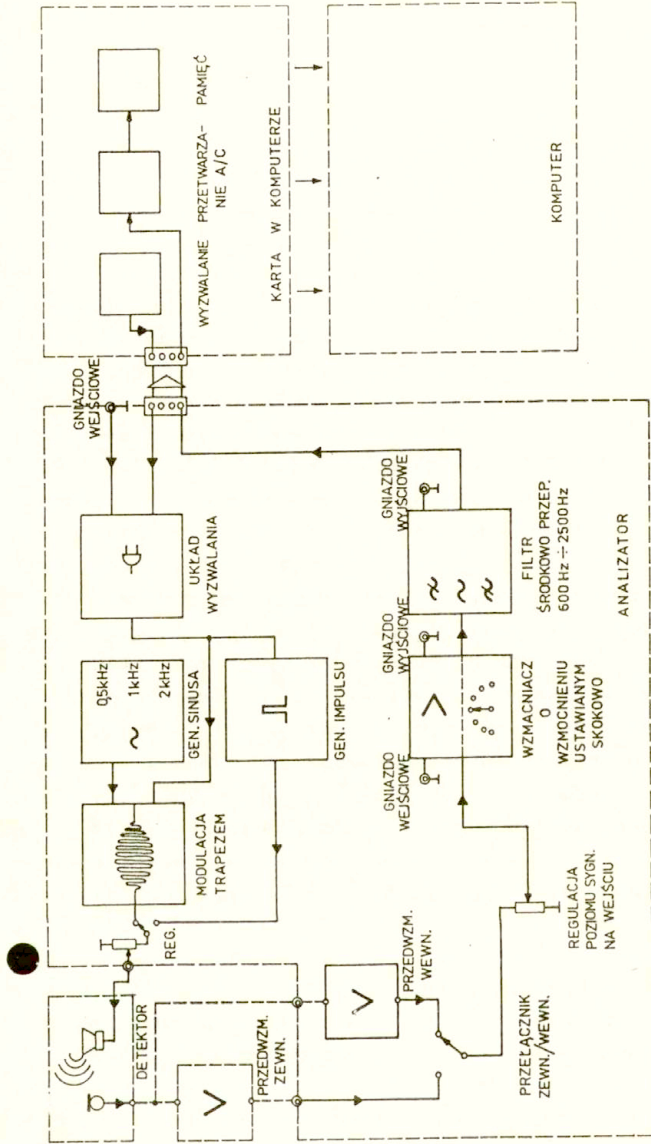 DETEKTOR
PRZEDWZM.
ZEWN.
REG.
MODULACJA
TRAPEZEM
0,5kHz
1kHz
2kHz
GEN. SINUSA
UKŁAD
WYZWALANIA
GNIAZDO
WEJŚCIOWE
GEN. IMPULSU
PRZEDWZM.
WEWN.
PRZEŁĄCZNIK
ZEWN./WEWN.
REGULACJA
POZIOMU SYGN.
NA WEJŚCIU
GNIAZDO
WEJŚCIOWE
GNIAZDO
WYJŚCIOWE
WZMACNIACZ
O
WZMOCNIENIU
USTAWIANYM
SKOKOWO
GNIAZDO
WYJŚCIOWE
FILTR
ŚRODKOWO PRZEP.
600 Hz ÷ 2500 Hz
ANALIZATOR
WYZWALANIE
PRZETWARZA-
NIE A/C
PAMIĘĆ
KARTA W KOMPUTERZE
KOMPUTER